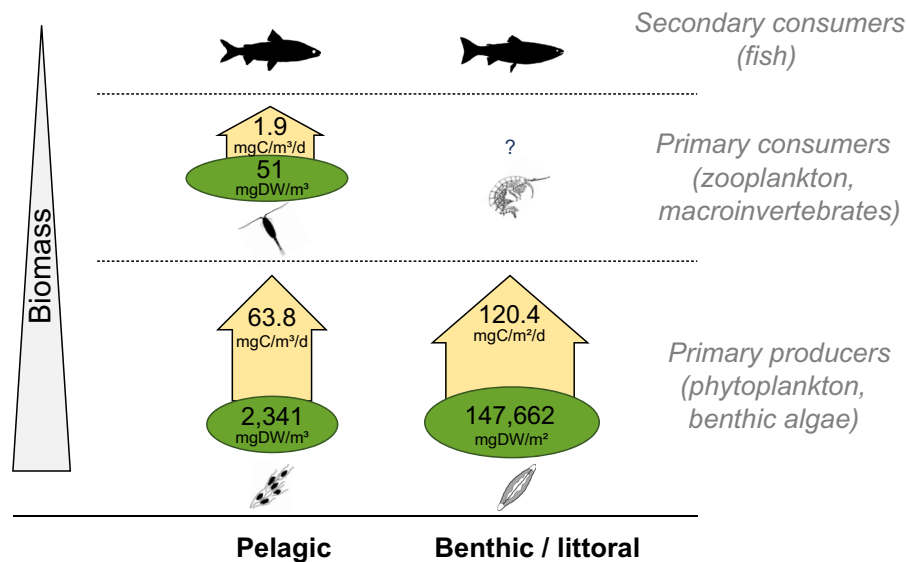 Secondary consumers
(fish)
1.9
mgC/m³/d
51
mgDW/m³
?
Primary consumers
(zooplankton,
macroinvertebrates)
Biomass
63.8
mgC/m³/d
2,341
mgDW/m³
120.4
mgC/m²/d
147,662
mgDW/m²
Primary producers
(phytoplankton,
benthic algae)
Pelagic
Benthic / littoral